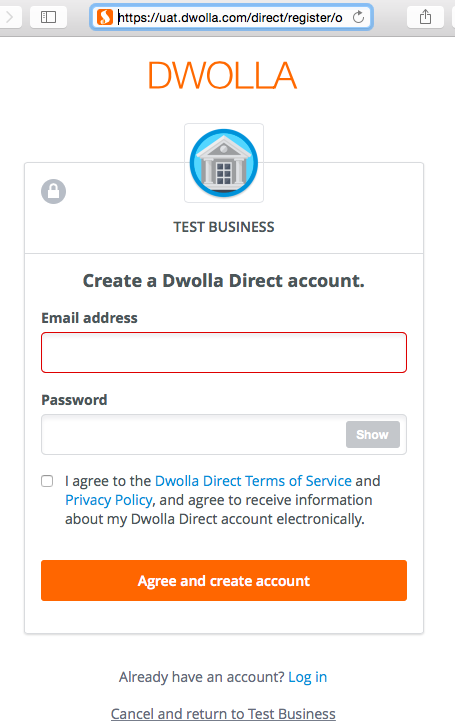 https://uat.dwolla.com/direct/register/o
DWOLLA
TEST BUSINESS
Create a Dwolla Direct account.
Email address
Password
Show
I agree to the Dwolla Direct Terms of Service and
Privacy Policy, and agree to receive information
about my Dwolla Direct account electronically.
Agree and create account
Already have an account? Log in
Cancel and return to Test Business